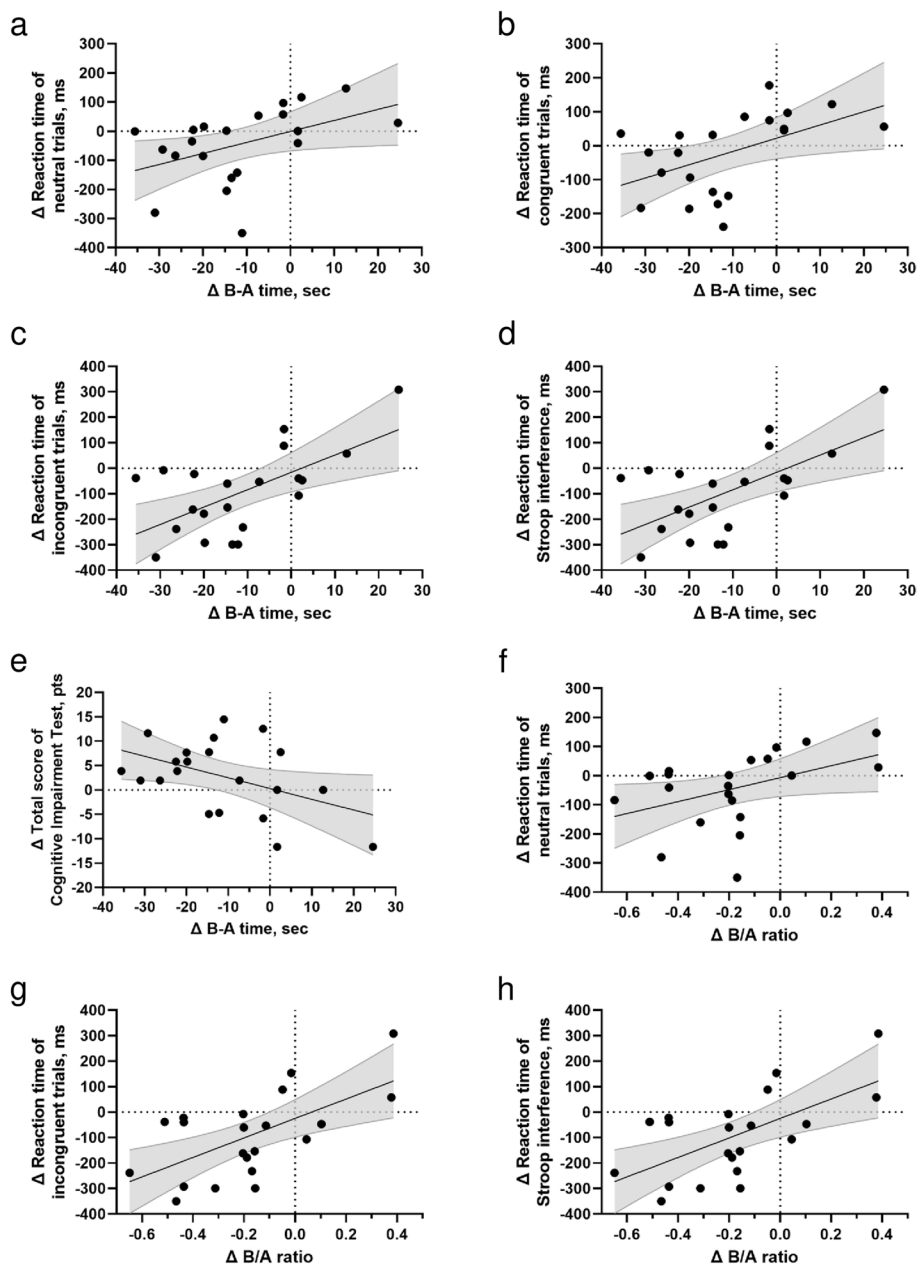 a
300
200
100
0
-100
-200
-300
-400
-40 -30 -20 -10 0 10 20 30
Δ Reaction time of
neutral trials, ms
Δ B-A time, sec
b
300
200
100
0
-100
-200
-300
-40 -30 -20 -10 0 10 20 30
Δ Reaction time of
congruent trials, ms
Δ B-A time, sec
c
400
300
200
100
0
-100
-200
-300
-400
-40 -30 -20 -10 0 10 20 30
Δ Reaction time of
incongruent trials, ms
Δ B-A time, sec
d
400
300
200
100
0
-100
-200
-300
-400
-40 -30 -20 -10 0 10 20 30
Δ Reaction time of
Stroop interference, ms
Δ B-A time, sec
e
20
15
10
5
0
-5
-10
-15
-20
-40 -30 -20 -10 0 10 20 30
Δ Total score of
Cognitive Impairment Test, pts
Δ B-A time, sec
f
300
200
100
0
-100
-200
-300
-400
-0.6 -0.4 -0.2 0.0 0.2 0.4
Δ Reaction time of
neutral trials, ms
Δ B/A ratio
g
400
300
200
100
0
-100
-200
-300
-400
-0.6 -0.4 -0.2 0.0 0.2 0.4
Δ Reaction time of
incongruent trials, ms
Δ B/A ratio
h
400
300
200
100
0
-100
-200
-300
-400
-0.6 -0.4 -0.2 0.0 0.2 0.4
Δ Reaction time of
Stroop interference, ms
Δ B/A ratio